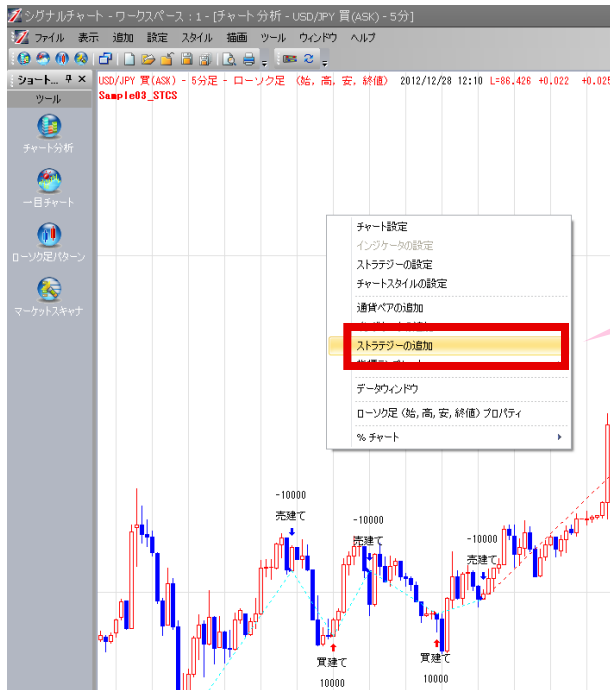 シグナルチャート - ワークスペース : 1 - [チャート分析 - USD/JPY 買(ASK) - 5分]
ファイル 表示 追加 設定 スタイル 描画 ツール ウィンドウ ヘルプ
ショート...
ツール
チャート分析
一目チャート
ローソク足パターン
マーケットスキャナ
USD/JPY 買(ASK) - 5分足 - ローソク足 (始, 高, 安, 終値) 2012/12/28 12:10 L=86.426 +0.022 +0.025
Sample03_STCS
チャート設定
インジケータの設定
ストラテジーの設定
チャートスタイルの設定
通貨ペアの追加
ストラテジーの追加
データウィンドウ
ローソク足 (始, 高, 安, 終値) プロパティ
% チャート
-10000
売建て
-10000
売建て
-10000
売建て
買建て
10000
買建て
10000